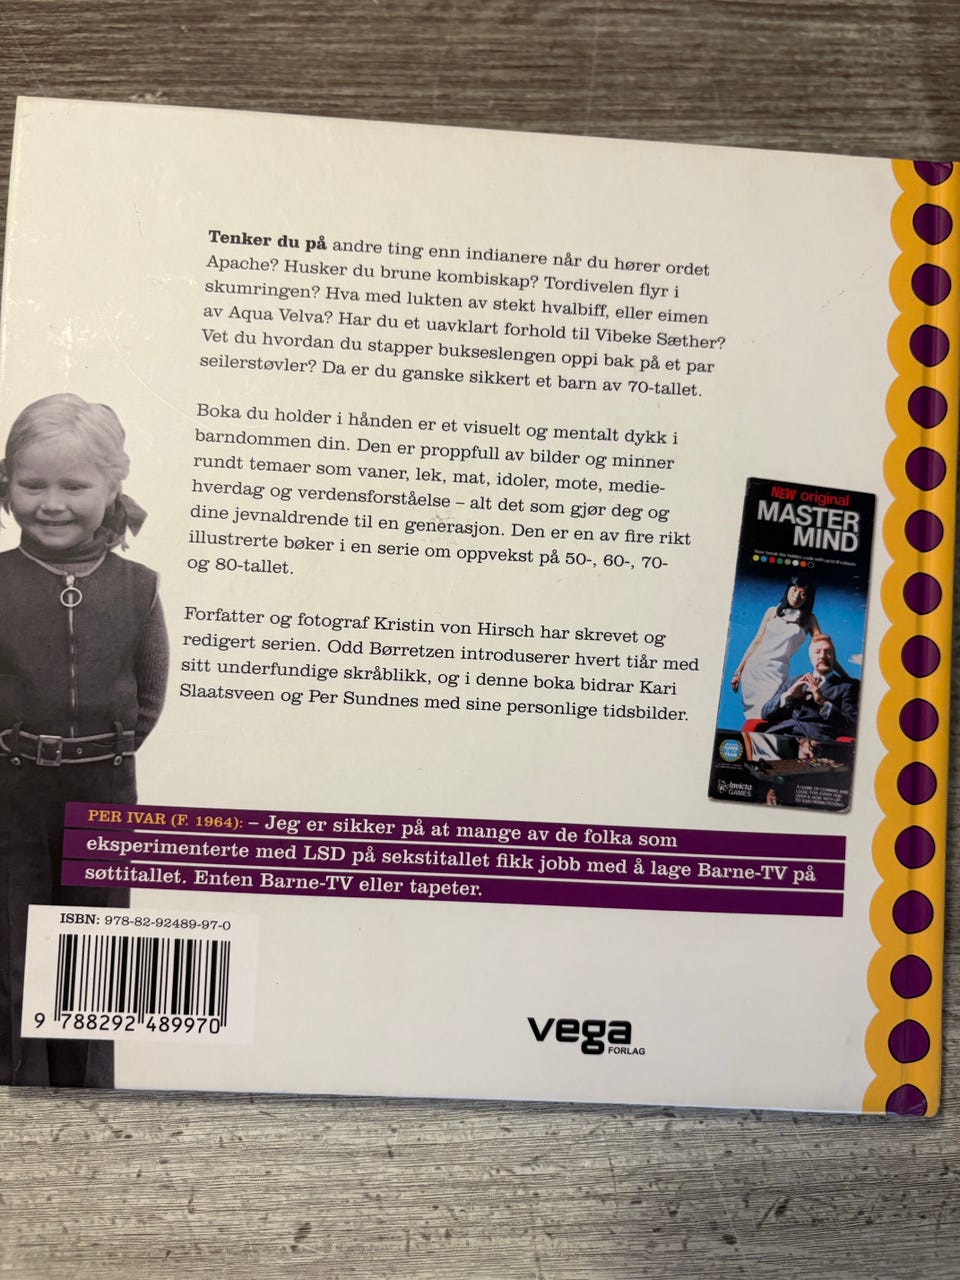 Tenker du på andre ting enn indianere når du hører ordet
Apache? Husker du brune kombiskap? Tordivelen flyr i
skumringen? Hva med lukten av stekt hvalbiff, eller eimen
av Aqua Velva? Har du et uavklart forhold til Vibeke Sæther?
Vet du hvordan du stapper bukseslengen oppi bak på et par
seilerstøvler? Da er du ganske sikkert et barn av 70-tallet.
Boka du holder i hånden er et visuelt og mentalt dykk i
barndommen din. Den er proppfull av bilder og minner
rundt temaer som vaner, lek, mat, idoler, mote, medie-
hverdag og verdensforståelse – alt det som gjør deg og
dine jevnaldrende til en generasjon. Den er en av fire rikt
illustrerte bøker i en serie om oppvekst på 50-, 60-, 70-
og 80-tallet.
Forfatter og fotograf Kristin von Hirsch har skrevet og
redigert serien. Odd Børretzen introduserer hvert tiår med
sitt underfundige skråblikk, og i denne boka bidrar Kari
Slaatsveen og Per Sundnes med sine personlige tidsbilder.
NEW original
MASTER
MIND
Invicta
GAMES
PER IVAR (F. 1964): – Jeg er sikker på at mange av de folka som
eksperimenterte med LSD på sekstitallet fikk jobb med å lage Barne-TV på
søttitallet. Enten Barne-TV eller tapeter.
ISBN: 978-82-92489-97-0
9 788292 489970
vega
FORLAG